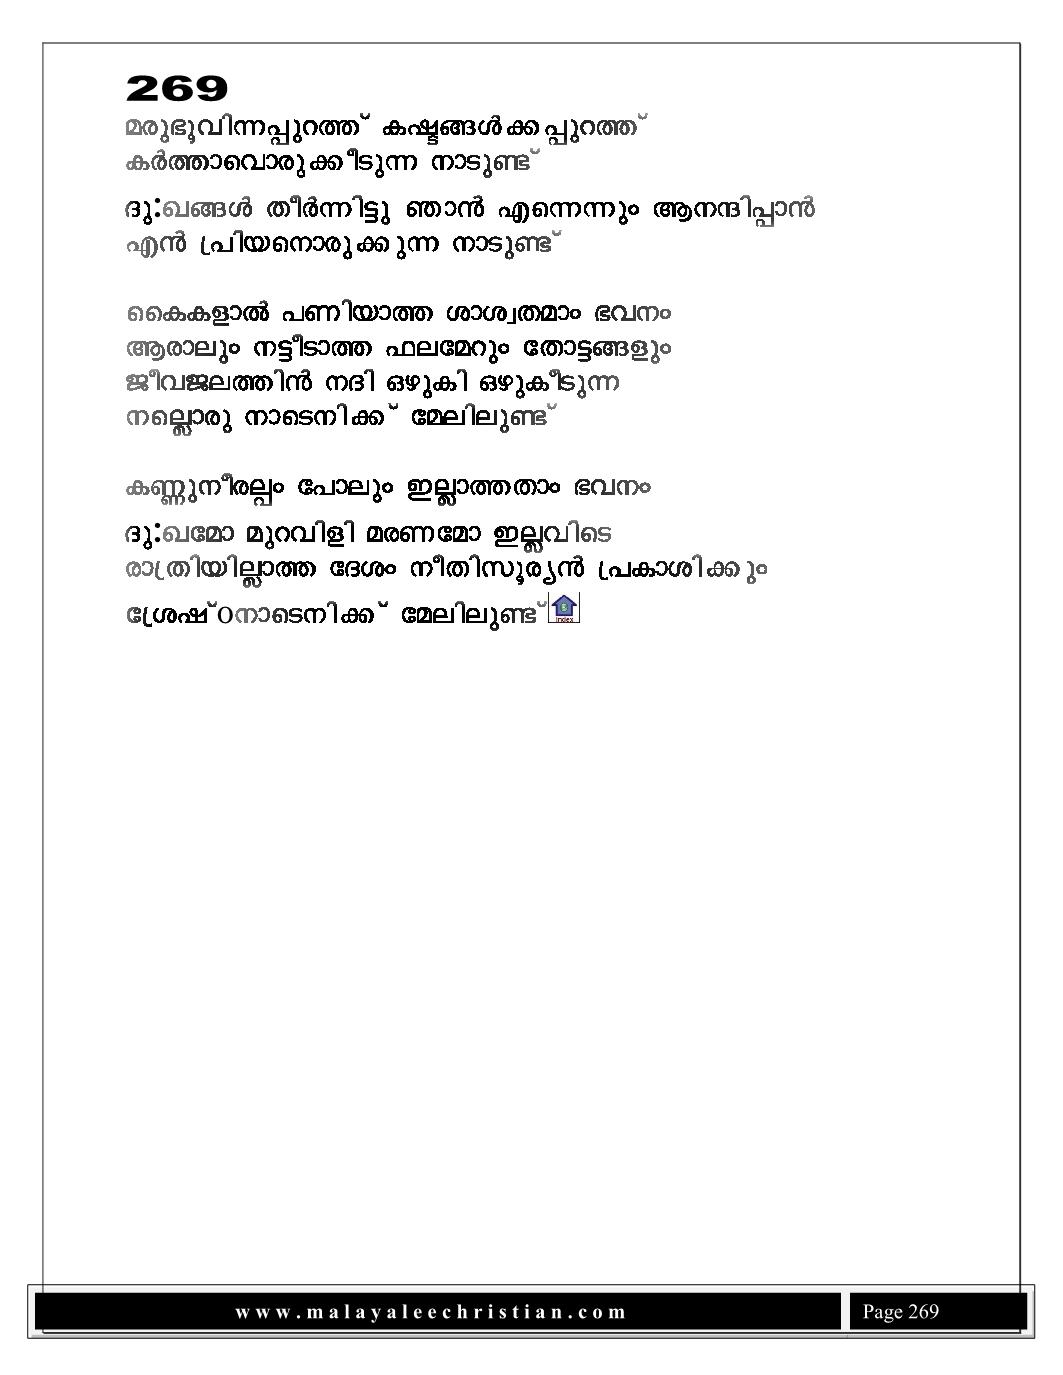 269
മരുഭൂവിന്നപ്പുറത്ത് കഷ്ടങ്ങൾക്കപ്പുറത്ത്
കർത്താവൊരുക്കീടുന്ന നാടുണ്ട്
ദു:ഖങ്ങൾ തീർന്നിട്ടു ഞാൻ എന്നെന്നും ആനന്ദിപ്പാൻ
എൻ പ്രിയനൊരുക്കുന്ന നാടുണ്ട്
കൈകളാൽ പണിയാത്ത ശാശ്വതമാം ഭവനം
ആരാലും നട്ടീടാത്ത ഫലമേറും തോട്ടങ്ങളും
ജീവജലത്തിൻ നദി ഒഴുകി ഒഴുകീടുന്ന
നല്ലൊരു നാടെനിക്ക് മേലിലുണ്ട്
കണ്ണുനീരല്പം പോലും ഇല്ലാത്തതാം ഭവനം
ദു:ഖമോ മുറവിളി മരണമോ ഇല്ലവിടെ
രാത്രിയില്ലാത്ത ദേശം നീതിസൂര്യൻ പ്രകാശിക്കും
ശ്രേഷ്ഠനാടെനിക്ക് മേലിലുണ്ട് Index
www.malayaleechristian.com Page 269